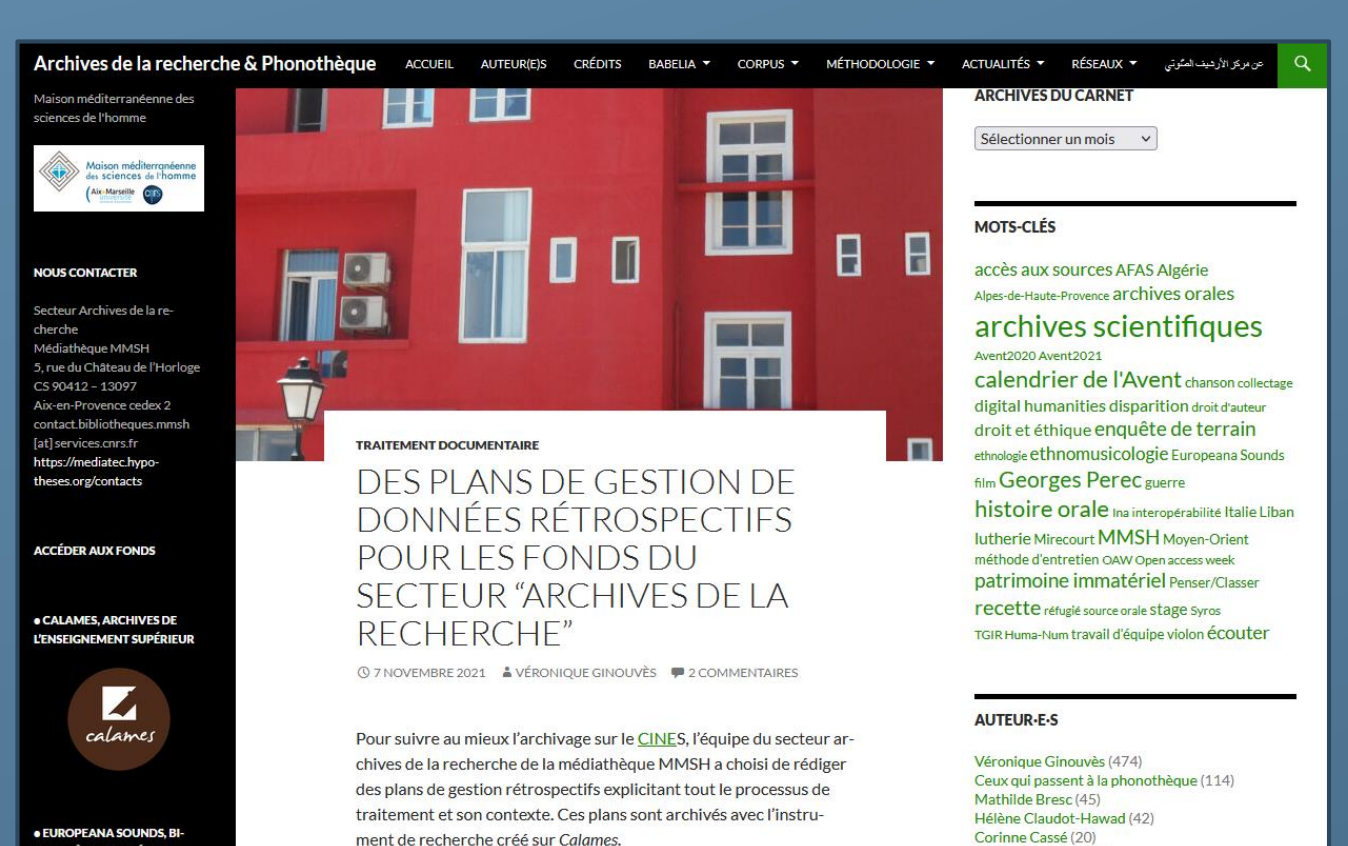 Archives de la recherche & Phonothèque ACCUEIL AUTEUR(E)S CRÉDITS BABELIA CORPUS MÉTHODOLOGIE ACTUALITÉS RÉSEAUX عن مركز الأرشيف الصّوتي
Maison méditerranéenne des
sciences de l'homme
Maison méditerranéenne
des sciences de l'homme
Aix-Marseille
université
cnrs
NOUS CONTACTER
Secteur Archives de la re-
cherche
Médiathèque MMSH
5, rue du Château de l'Horloge
CS 90412 – 13097
Aix-en-Provence cedex 2
contact.bibliotheques.mmsh
[at] services.cnrs.fr
https://mediatec.hypo-
theses.org/contacts
ACCÉDER AUX FONDS
● CALAMES, ARCHIVES DE
L'ENSEIGNEMENT SUPÉRIEUR
calames
● EUROPEANA SOUNDS, BI-
TRAITEMENT DOCUMENTAIRE
DES PLANS DE GESTION DE
DONNÉES RÉTROSPECTIFS
POUR LES FONDS DU
SECTEUR “ARCHIVES DE LA
RECHERCHE”
7 NOVEMBRE 2021 VÉRONIQUE GINOUVÈS 2 COMMENTAIRES
Pour suivre au mieux l’archivage sur le CINES, l’équipe du secteur ar-
chives de la recherche de la médiathèque MMSH a choisi de rédiger
des plans de gestion rétrospectifs explicitant tout le processus de
traitement et son contexte. Ces plans sont archivés avec l’instru-
ment de recherche créé sur Calames.
ARCHIVES DU CARNET
Sélectionner un mois
MOTS-CLÉS
accès aux sources AFAS Algérie
Alpes-de-Haute-Provence archives orales
archives scientifiques
Avent2020 Avent2021
calendrier de l'Avent chanson collectage
digital humanities disparition droit d'auteur
droit et éthique enquête de terrain
ethnologie ethnomusicologie Europeana Sounds
film Georges Perec guerre
histoire orale Ina interopérabilité Italie Liban
lutherie Mirecourt MMSH Moyen-Orient
méthode d'entretien OAW Open access week
patrimoine immatériel Penser/Classer
recette réfugié source orale stage Syros
TGIR Huma-Num travail d'équipe violon écouter
AUTEUR·E·S
Véronique Ginouvès (474)
Ceux qui passent à la phonothèque (114)
Mathilde Bresc (45)
Hélène Claudot-Hawad (42)
Corinne Cassé (20)